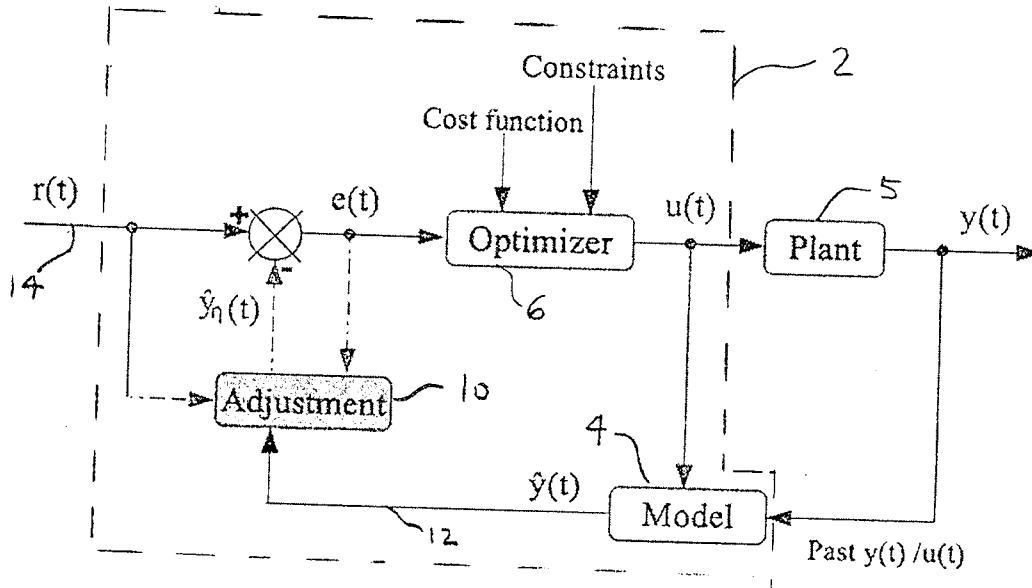 Constraints
2
Cost function
r(t)
+
e(t)
u(t)
5
y(t)
Optimizer
Plant
14
-
6
ŷη(t)
Adjustment
10
4
ŷ(t)
Model
12
Past y(t) /u(t)